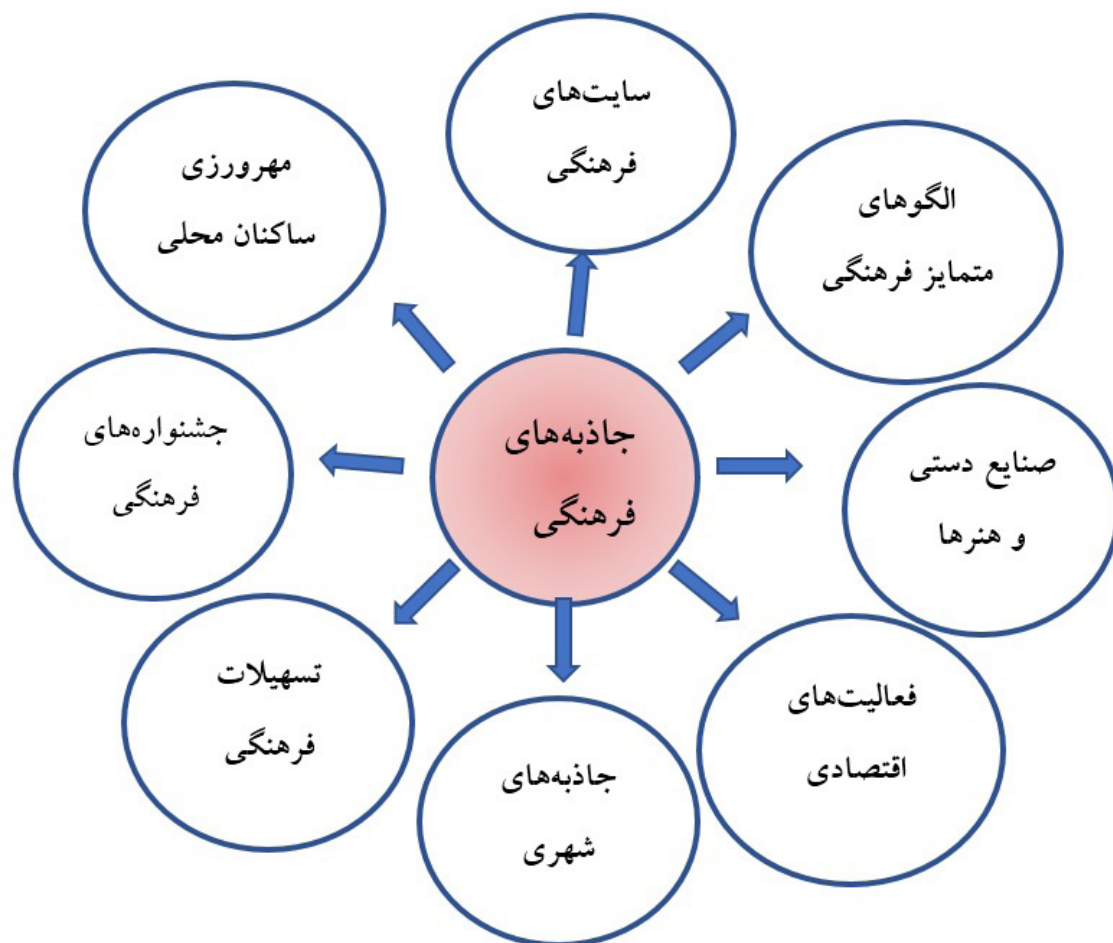 سایت‌های
فرهنگی
الگوهای
متمایز فرهنگی
صنایع دستی
و هنرها
فعالیت‌های
اقتصادی
جاذبه‌های
شهری
تسهیلات
فرهنگی
جشنواره‌های
فرهنگی
مهرورزی
ساکنان محلی
جاذبه‌های
فرهنگی